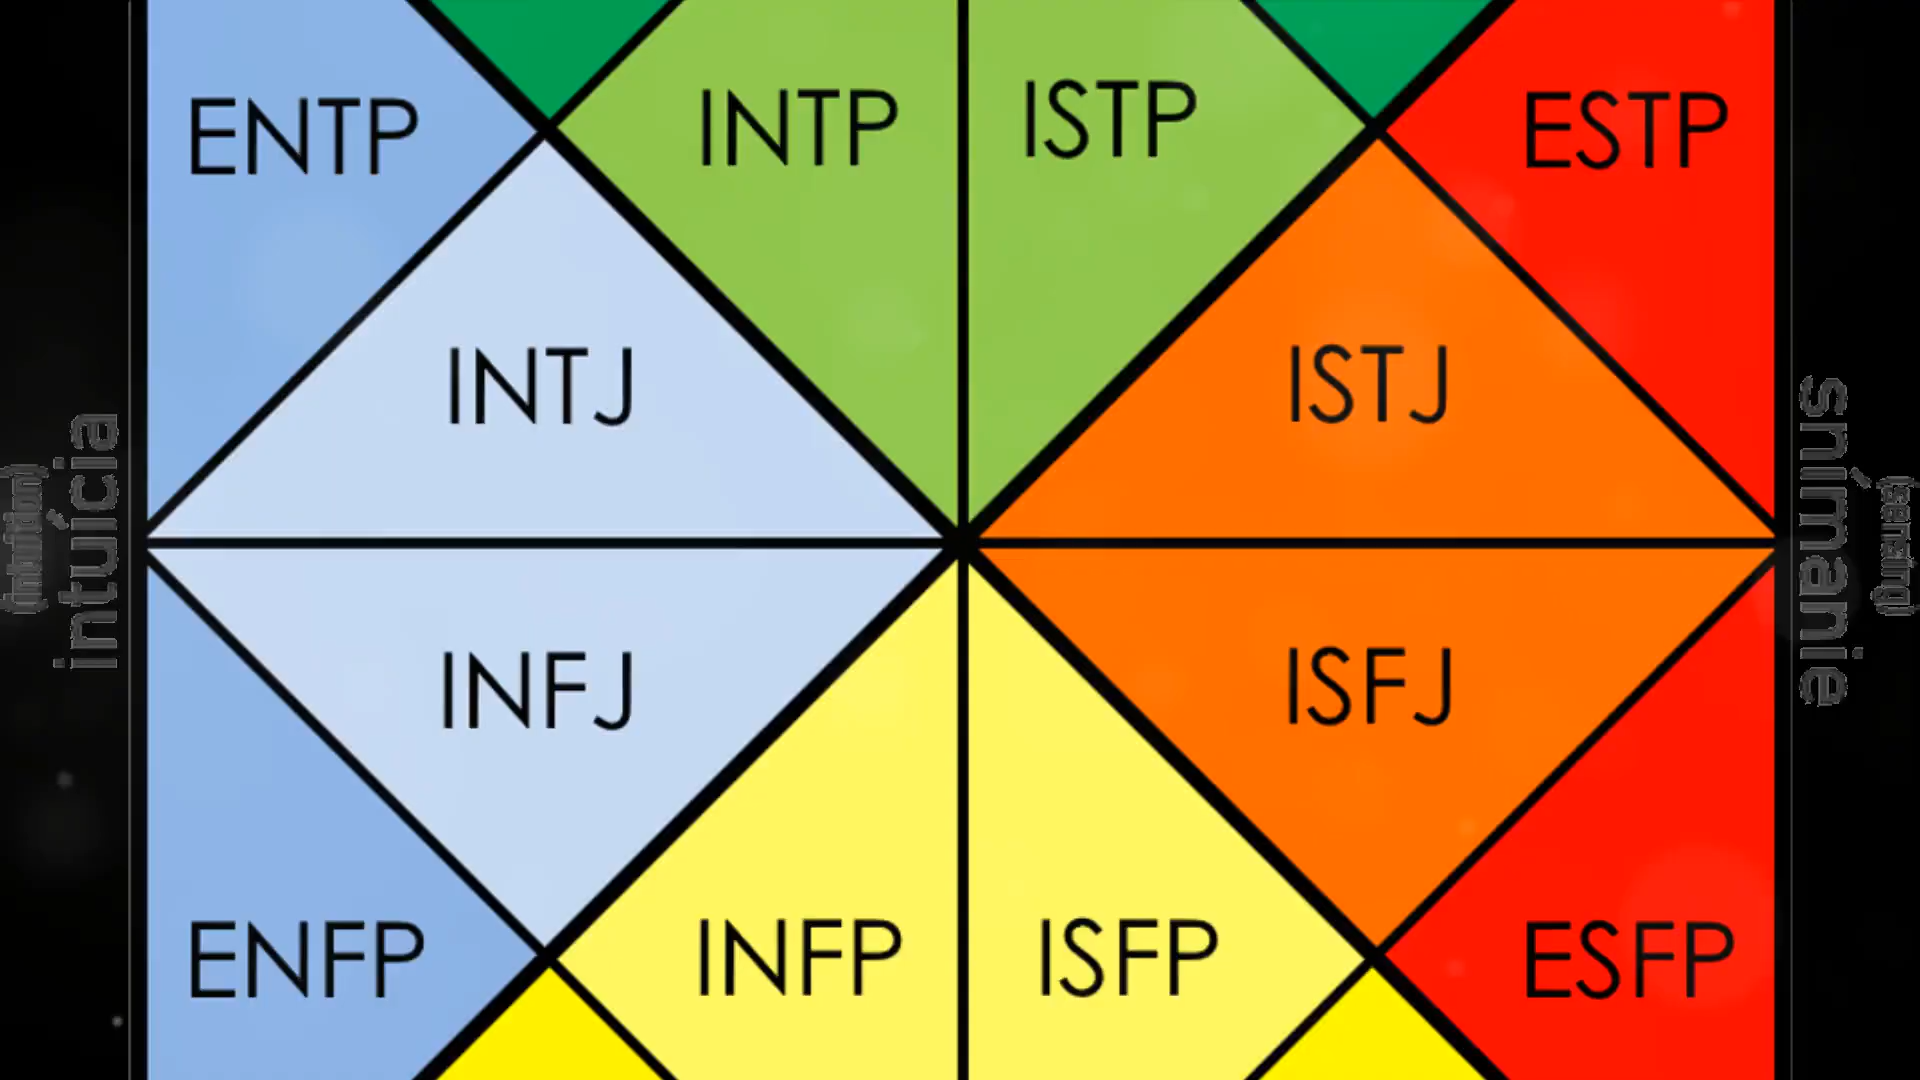 ENTP
INTP
ISTP
ESTP
INTJ
ISTJ
intuícia
(intuition)
snímanie
(sensing)
INFJ
ISFJ
ENFP
INFP
ISFP
ESFP